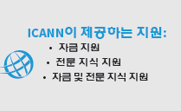 ICANN이 제공하는 지원:
• 자금 지원
• 전문 지식 지원
• 자금 및 전문 지식 지원